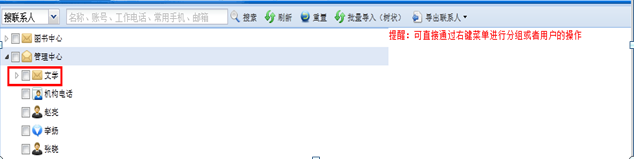 搜联系人 名称、账号、工作电话、常用手机、邮箱 搜索 刷新 重置 批量导入（树状） 导出联系人
图书中心
提醒：可直接通过右键菜单进行分组或者用户的操作
管理中心
文学
机构电话
赵亮
李扬
张晓